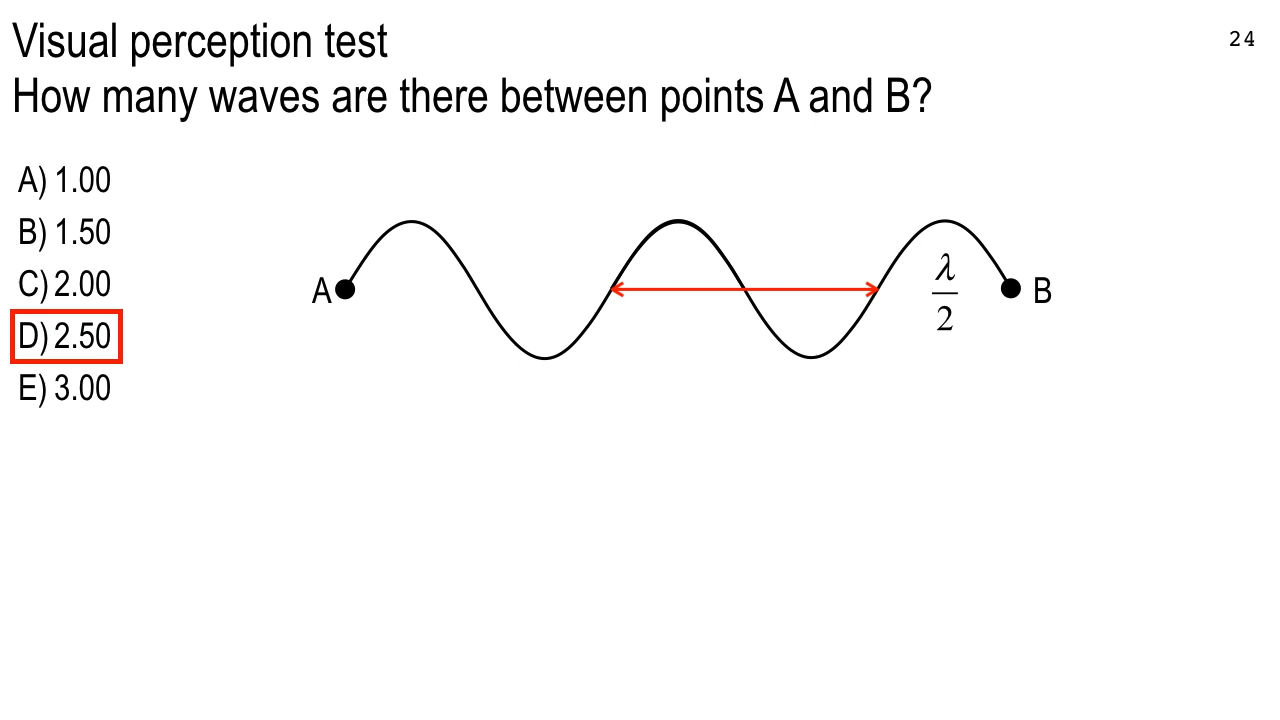 Visual perception test
24
How many waves are there between points A and B?
A) 1.00
B) 1.50
C) 2.00
D) 2.50
E) 3.00
A
λ
2
B